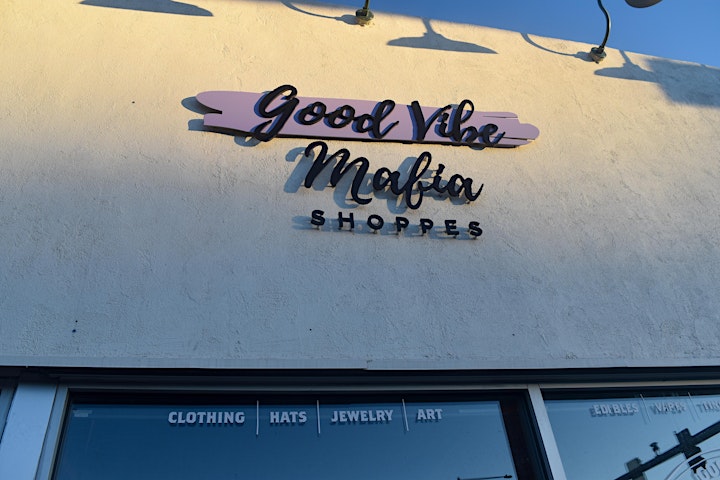 Good Vibe
Mafia
SHOPPES
CLOTHING | HATS | JEWELRY | ART
EDIBLES